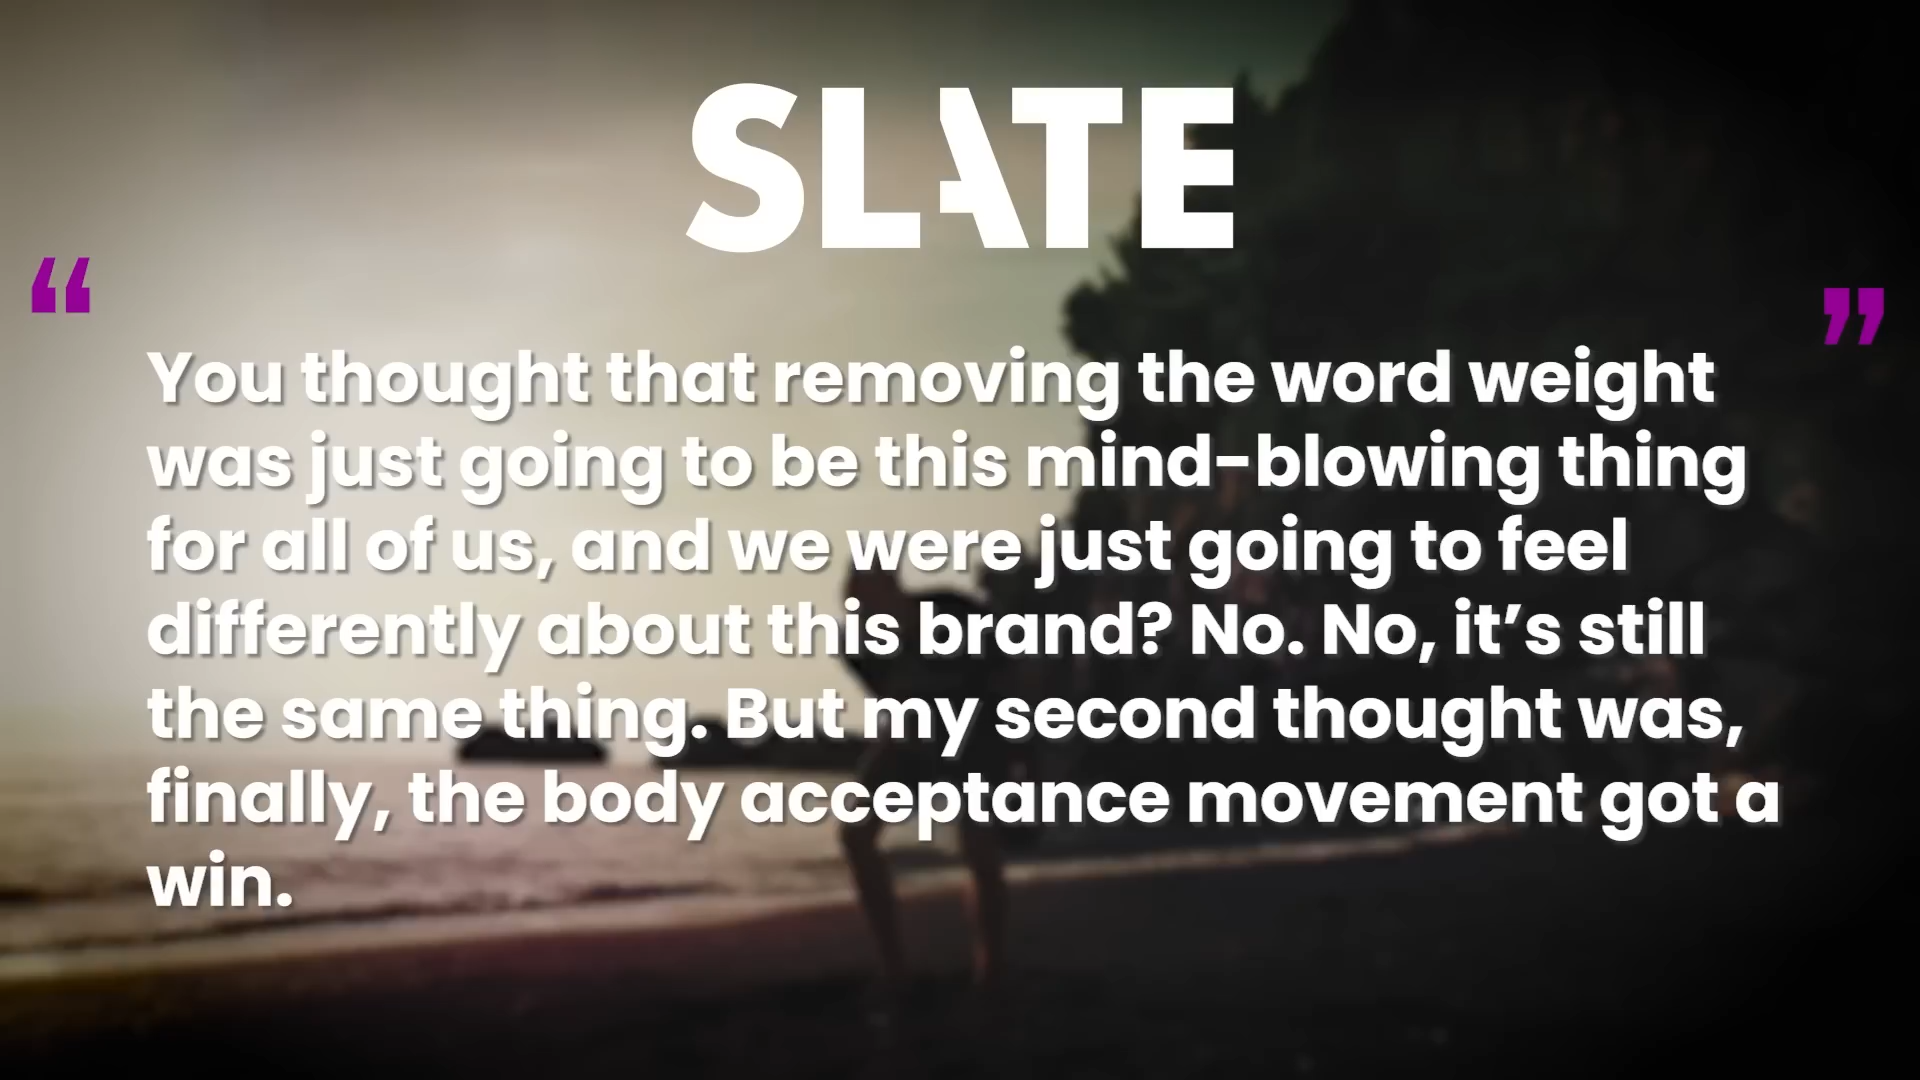 SLATE
“ ”
You thought that removing the word weight
was just going to be this mind-blowing thing
for all of us, and we were just going to feel
differently about this brand? No. No, it’s still
the same thing. But my second thought was,
finally, the body acceptance movement got a
win.